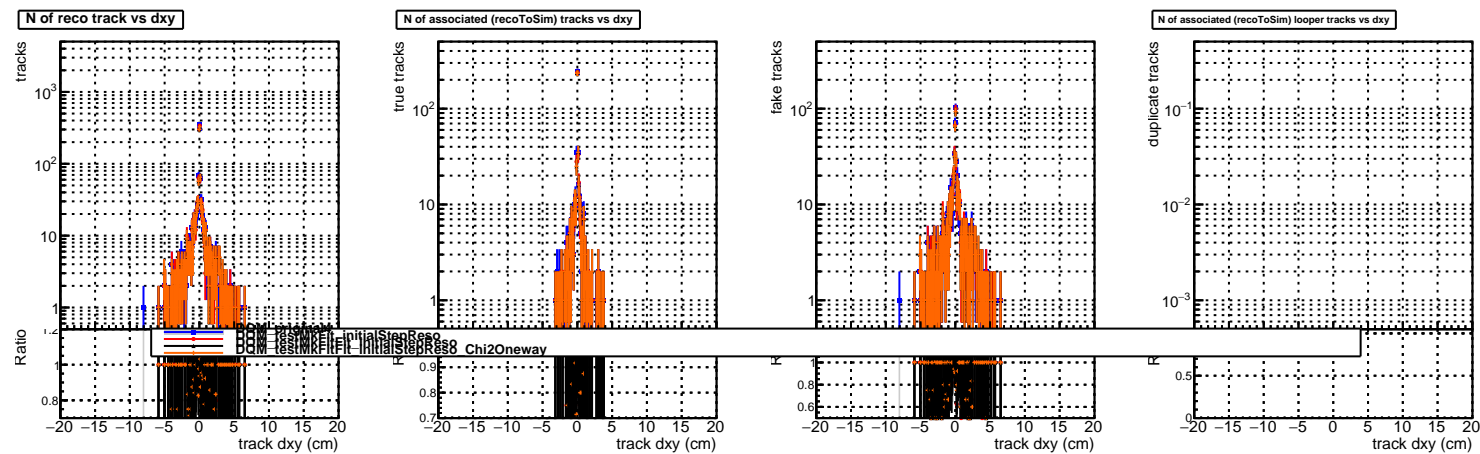 N of reco track vs dxy
tracks
10³
10²
10
1
1.2
Ratio
1
0.8
−20 −15 −10 −5 0 5 10 15 20
track dxy (cm)
N of associated (recoToSim) tracks vs dxy
true tracks
10²
10
1
0.9
0.8
0.7
−20 −15 −10 −5 0 5 10 15 20
track dxy (cm)
fake tracks
10²
10
1
1
0.8
0.6
−20 −15 −10 −5 0 5 10 15 20
track dxy (cm)
N of associated (recoToSim) looper tracks vs dxy
duplicate tracks
10⁻¹
10⁻²
10⁻³
0.5
0
−20 −15 −10 −5 0 5 10 15 20
track dxy (cm)
DQM_testMkFitFit_initialStepReso_Chi2Oneway